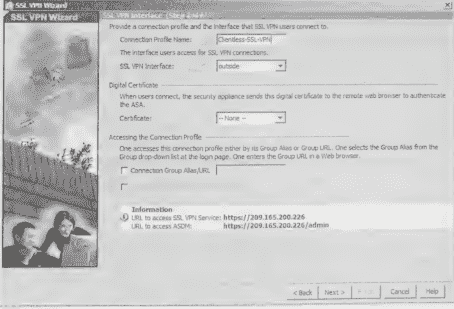 SSL VPN Wizard
SSL VPN Interface (Step 2 of 6)
SSL VPN Wizard
Provide a connection profile and the interface that SSL VPN users connect to.
Connection Profile Name: Clientless-SSL-VPN
The interface users access for SSL VPN connections.
SSL VPN Interface: outside
Digital Certificate
When users connect, the security appliance sends this digital certificate to the remote web browser to authenticate
the ASA.
Certificate: -- None --
Accessing the Connection Profile
One accesses this connection profile either by its Group Alias or Group URL. One selects the Group Alias from the
Group drop-down list at the login page. One enters the Group URL in a Web browser.
Connection Group Alias/URL
Information
URL to access SSL VPN Service: https://209.165.200.226
URL to access ASDM: https://209.165.200.226/admin
< Back Next > Cancel Help